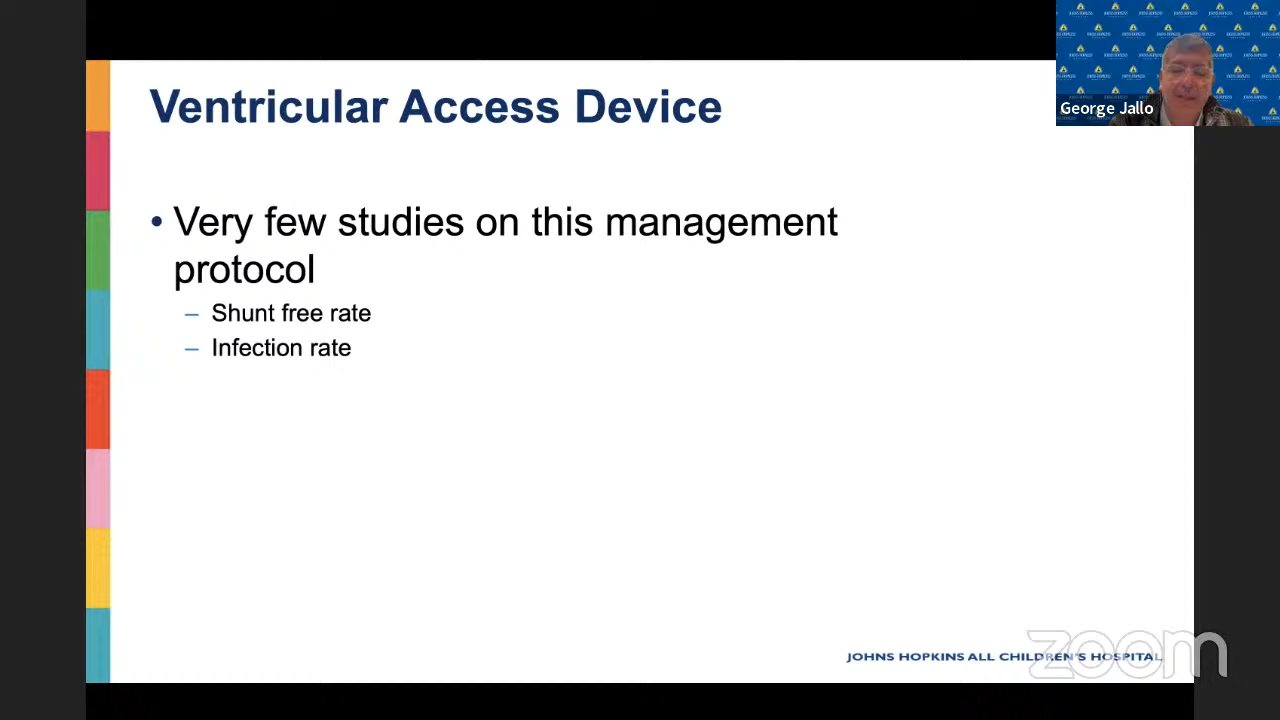 Ventricular Access Device
George Jallo
• Very few studies on this management
protocol
– Shunt free rate
– Infection rate
JOHNS HOPKINS ALL CHILDREN'S HOSPITAL
zoom